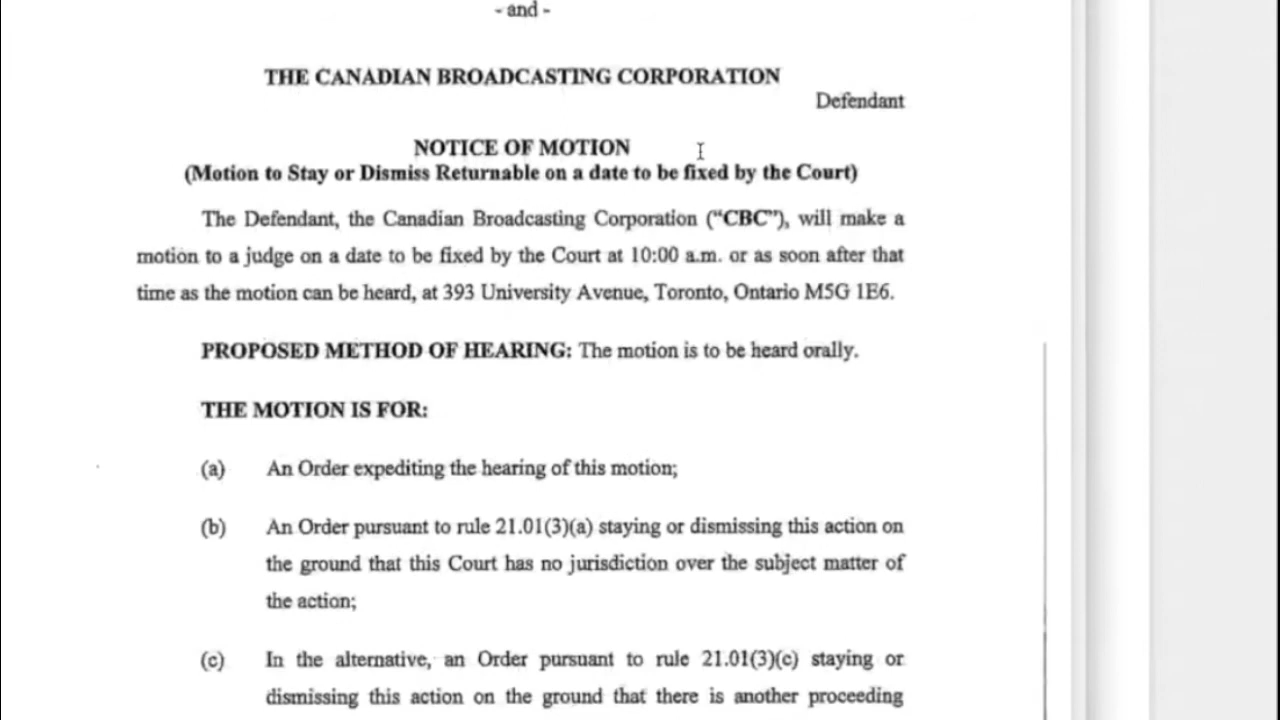 - and -
THE CANADIAN BROADCASTING CORPORATION
Defendant
NOTICE OF MOTION
(Motion to Stay or Dismiss Returnable on a date to be fixed by the Court)
The Defendant, the Canadian Broadcasting Corporation ("CBC"), will make a
motion to a judge on a date to be fixed by the Court at 10:00 a.m. or as soon after that
time as the motion can be heard, at 393 University Avenue, Toronto, Ontario M5G 1E6.
PROPOSED METHOD OF HEARING: The motion is to be heard orally.
THE MOTION IS FOR:
(a) An Order expediting the hearing of this motion;
(b) An Order pursuant to rule 21.01(3)(a) staying or dismissing this action on
the ground that this Court has no jurisdiction over the subject matter of
the action;
(c) In the alternative, an Order pursuant to rule 21.01(3)(c) staying or
dismissing this action on the ground that there is another proceeding